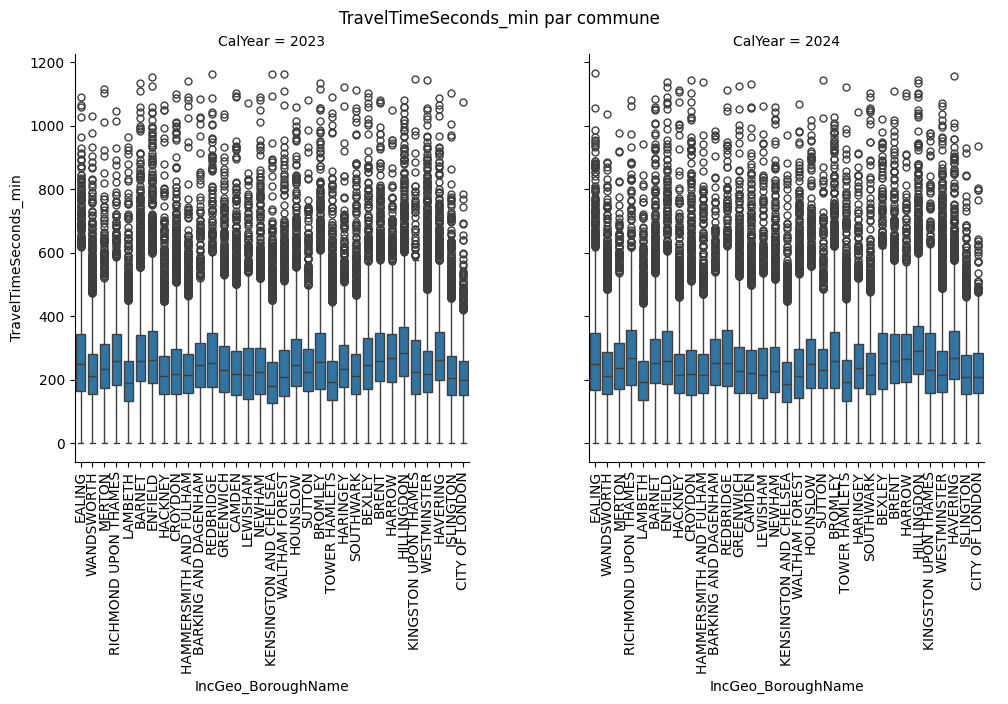 TravelTimeSeconds_min par commune
CalYear = 2023
CalYear = 2024
TravelTimeSeconds_min
1200
1000
800
600
400
200
0
EALING
WANDSWORTH
MERTON
RICHMOND UPON THAMES
LAMBETH
BARNET
ENFIELD
HACKNEY
CROYDON
HAMMERSMITH AND FULHAM
BARKING AND DAGENHAM
REDBRIDGE
GREENWICH
CAMDEN
LEWISHAM
NEWHAM
KENSINGTON AND CHELSEA
WALTHAM FOREST
HOUNSLOW
SUTTON
BROMLEY
TOWER HAMLETS
HARINGEY
SOUTHWARK
BEXLEY
BRENT
HARROW
HILLINGDON
KINGSTON UPON THAMES
WESTMINSTER
HAVERING
ISLINGTON
CITY OF LONDON
IncGeo_BoroughName
EALING
WANDSWORTH
MERTON
RICHMOND UPON THAMES
LAMBETH
BARNET
ENFIELD
HACKNEY
CROYDON
HAMMERSMITH AND FULHAM
BARKING AND DAGENHAM
REDBRIDGE
GREENWICH
CAMDEN
LEWISHAM
NEWHAM
KENSINGTON AND CHELSEA
WALTHAM FOREST
HOUNSLOW
SUTTON
BROMLEY
TOWER HAMLETS
HARINGEY
SOUTHWARK
BEXLEY
BRENT
HARROW
HILLINGDON
KINGSTON UPON THAMES
WESTMINSTER
HAVERING
ISLINGTON
CITY OF LONDON
IncGeo_BoroughName